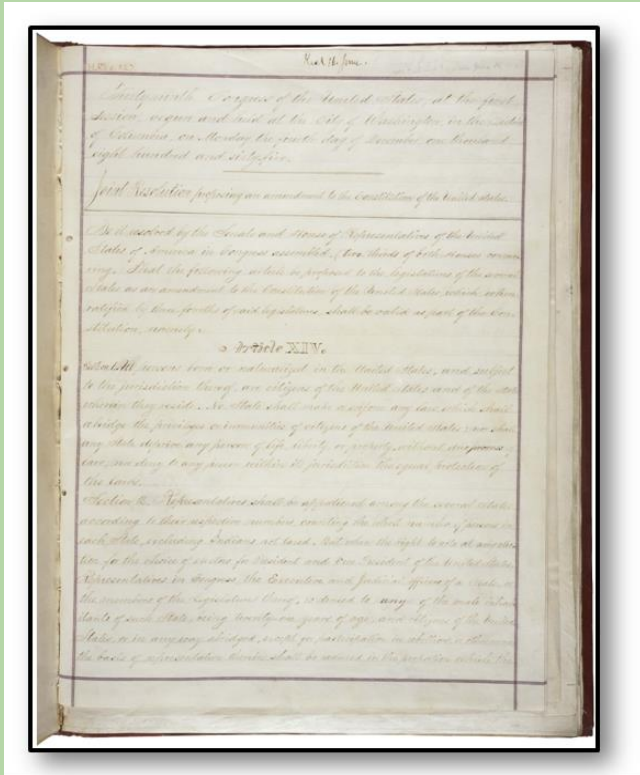 Thirty-ninth Congress of the United States, at the first
session, begun and held at the City of Washington, in the District
of Columbia, on Monday the fourth day of December, one thousand
eight hundred and sixty-five.
Joint Resolution proposing an amendment to the Constitution of the United States.
Be it resolved by the Senate and House of Representatives of the United
States of America in Congress assembled, (two thirds of both Houses concur-
ring,) That the following article be proposed to the legislatures of the several
States as an amendment to the Constitution of the United States, which, when
ratified by three-fourths of said legislatures, shall be valid as part of the Con-
stitution, namely:
Article XIV.
Section 1. All persons born or naturalized in the United States, and subject
to the jurisdiction thereof, are citizens of the United States and of the State
wherein they reside. No State shall make or enforce any law which shall
abridge the privileges or immunities of citizens of the United States; nor shall
any State deprive any person of life, liberty, or property, without due process of
law; nor deny to any person within its jurisdiction the equal protection of
the laws.
Section 2. Representatives shall be apportioned among the several States
according to their respective numbers, counting the whole number of persons in
each State, excluding Indians not taxed. But when the right to vote at any elec-
tion for the choice of electors for President and Vice President of the United States,
Representatives in Congress, the Executive and Judicial officers of a State, or
the members of the Legislature thereof, is denied to any of the male inhab-
itants of such State, being twenty-one years of age, and citizens of the United
States, or in any way abridged, except for participation in rebellion, or other crime,
the basis of representation therein shall be reduced in the proportion which the